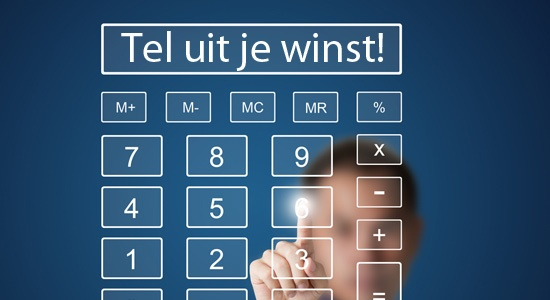 Tel uit je winst!
M+ M- MC MR %
7 8 9 x
4 5 6 -
1 2 3 +
=